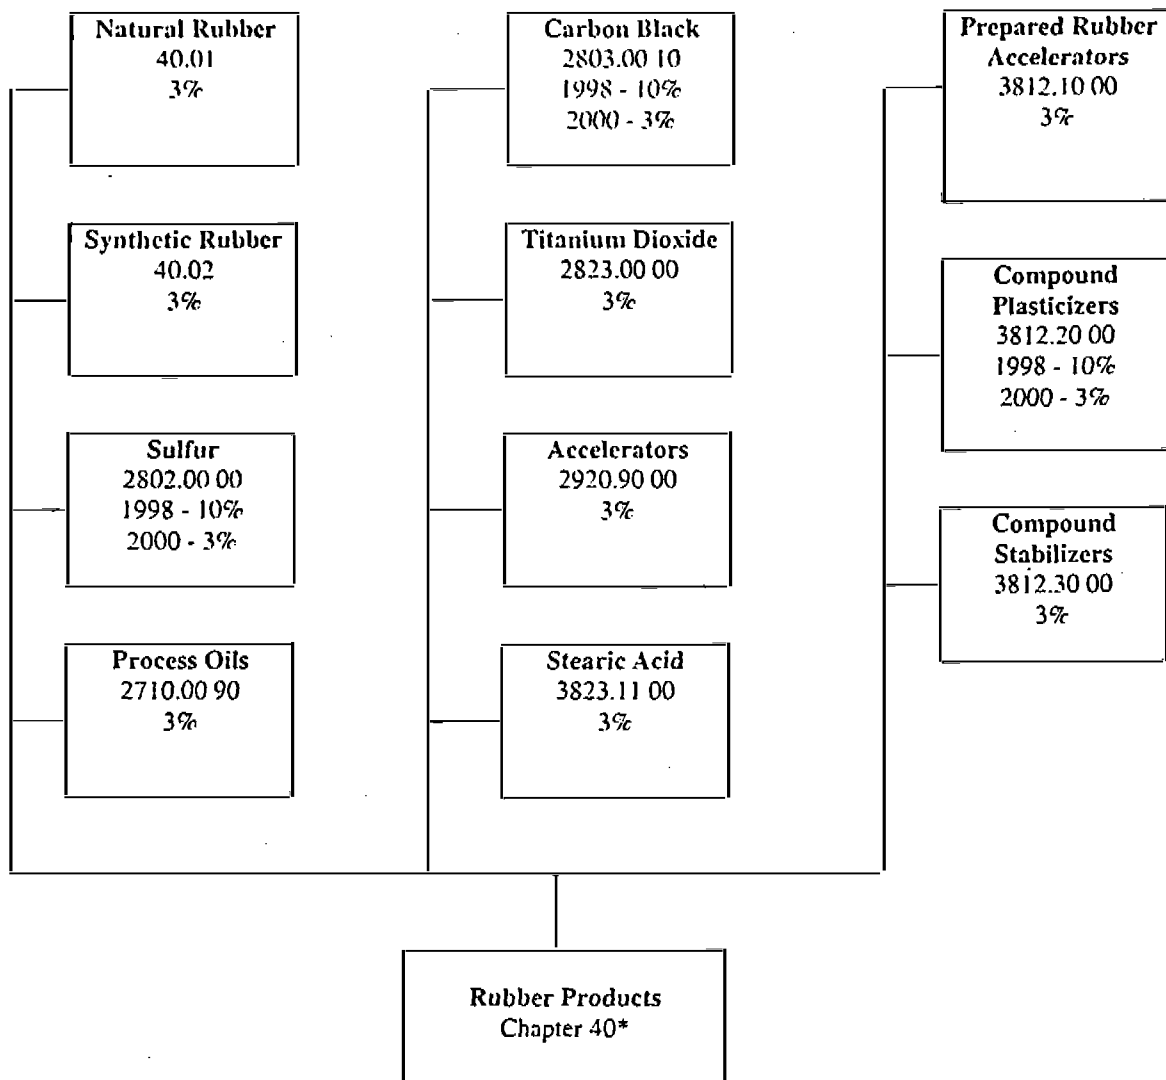 Natural Rubber
40.01
3%
Synthetic Rubber
40.02
3%
Sulfur
2802.00 00
1998 - 10%
2000 - 3%
Process Oils
2710.00 90
3%
Carbon Black
2803.00 10
1998 - 10%
2000 - 3%
Titanium Dioxide
2823.00 00
3%
Accelerators
2920.90 00
3%
Stearic Acid
3823.11 00
3%
Prepared Rubber
Accelerators
3812.10 00
3%
Compound
Plasticizers
3812.20 00
1998 - 10%
2000 - 3%
Compound
Stabilizers
3812.30 00
3%
Rubber Products
Chapter 40*